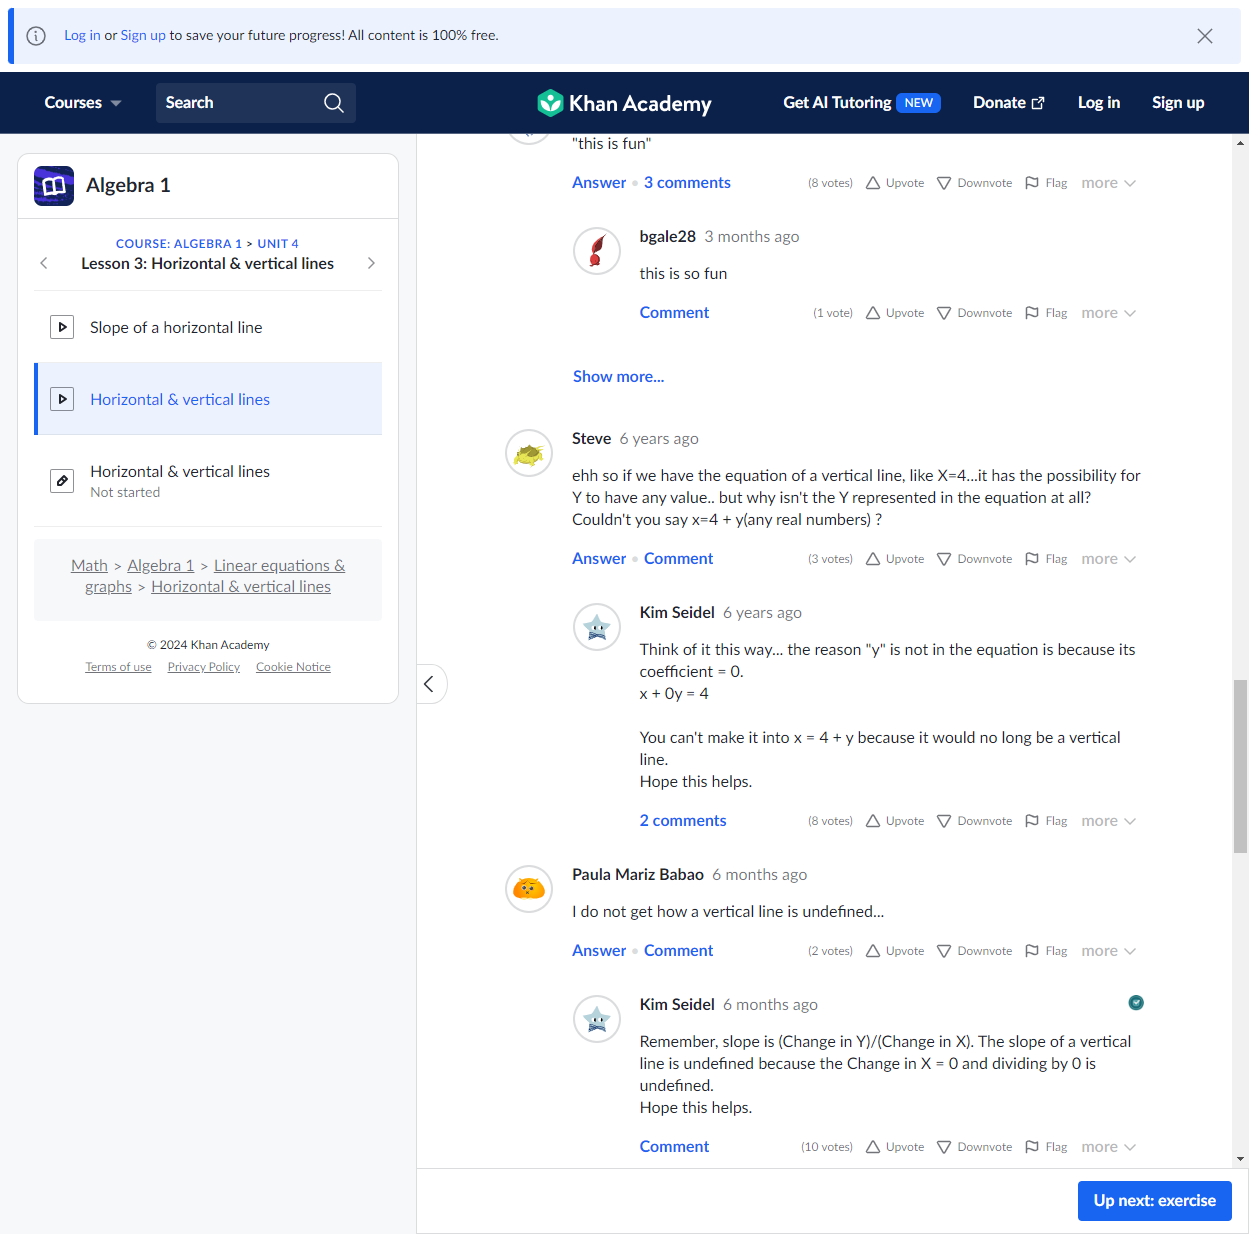 Log in or Sign up to save your future progress! All content is 100% free.
Courses
Search
Khan Academy
Get AI Tutoring NEW
Donate
Log in
Sign up
Algebra 1
COURSE: ALGEBRA 1 > UNIT 4
Lesson 3: Horizontal & vertical lines
Slope of a horizontal line
Horizontal & vertical lines
Horizontal & vertical lines
Not started
Math > Algebra 1 > Linear equations &
graphs > Horizontal & vertical lines
© 2024 Khan Academy
Terms of use Privacy Policy Cookie Notice
"this is fun"
Answer • 3 comments (8 votes) Upvote Downvote Flag more
bgale28 3 months ago
this is so fun
Comment (1 vote) Upvote Downvote Flag more
Show more...
Steve 6 years ago
ehh so if we have the equation of a vertical line, like X=4...it has the possibility for
Y to have any value.. but why isn't the Y represented in the equation at all?
Couldn't you say x=4 + y(any real numbers) ?
Answer • Comment (3 votes) Upvote Downvote Flag more
Kim Seidel 6 years ago
Think of it this way... the reason "y" is not in the equation is because its
coefficient = 0.
x + 0y = 4
You can't make it into x = 4 + y because it would no long be a vertical
line.
Hope this helps.
2 comments (8 votes) Upvote Downvote Flag more
Paula Mariz Babao 6 months ago
I do not get how a vertical line is undefined...
Answer • Comment (2 votes) Upvote Downvote Flag more
Kim Seidel 6 months ago
Remember, slope is (Change in Y)/(Change in X). The slope of a vertical
line is undefined because the Change in X = 0 and dividing by 0 is
undefined.
Hope this helps.
Comment (10 votes) Upvote Downvote Flag more
Up next: exercise